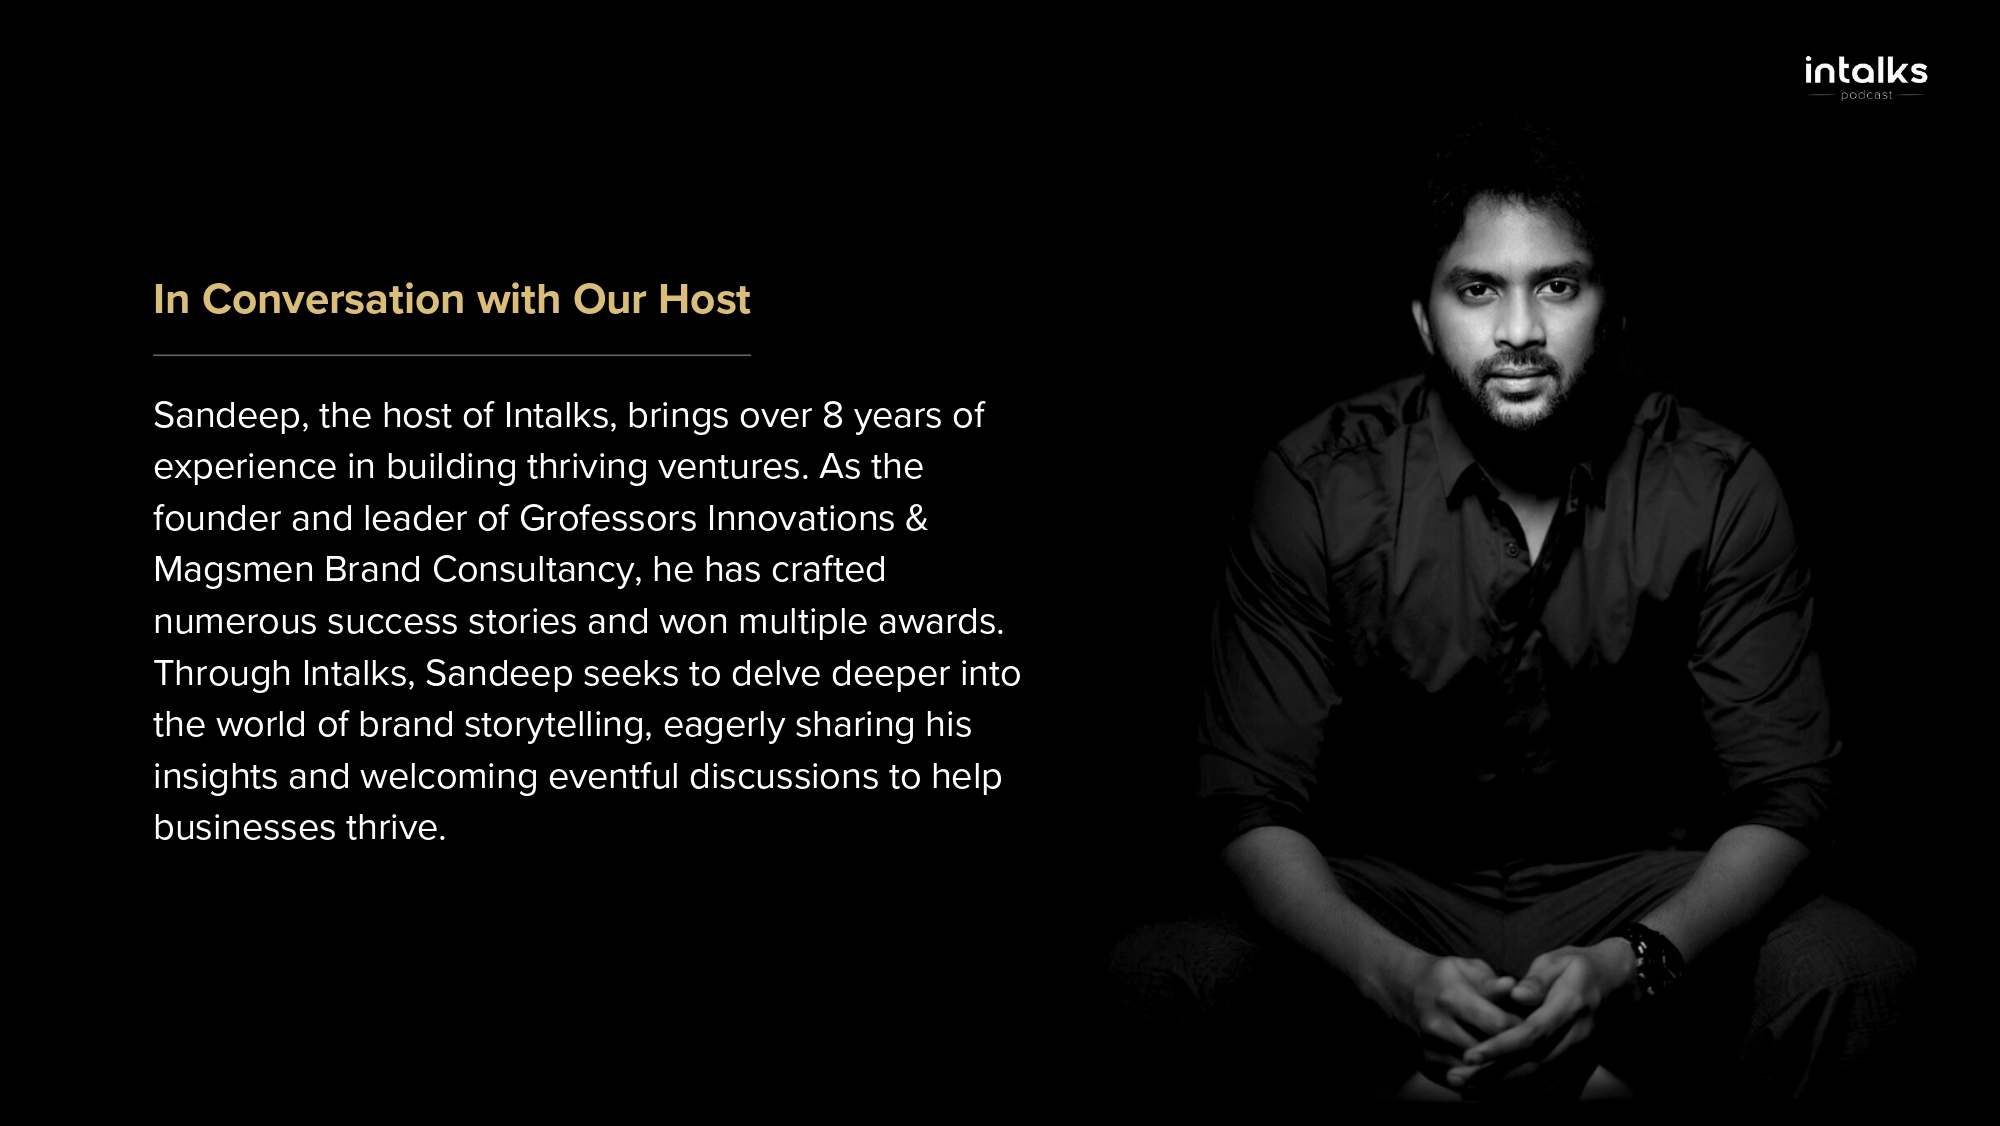 intalks
podcast
In Conversation with Our Host
Sandeep, the host of Intalks, brings over 8 years of
experience in building thriving ventures. As the
founder and leader of Grofessors Innovations &
Magsmen Brand Consultancy, he has crafted
numerous success stories and won multiple awards.
Through Intalks, Sandeep seeks to delve deeper into
the world of brand storytelling, eagerly sharing his
insights and welcoming eventful discussions to help
businesses thrive.